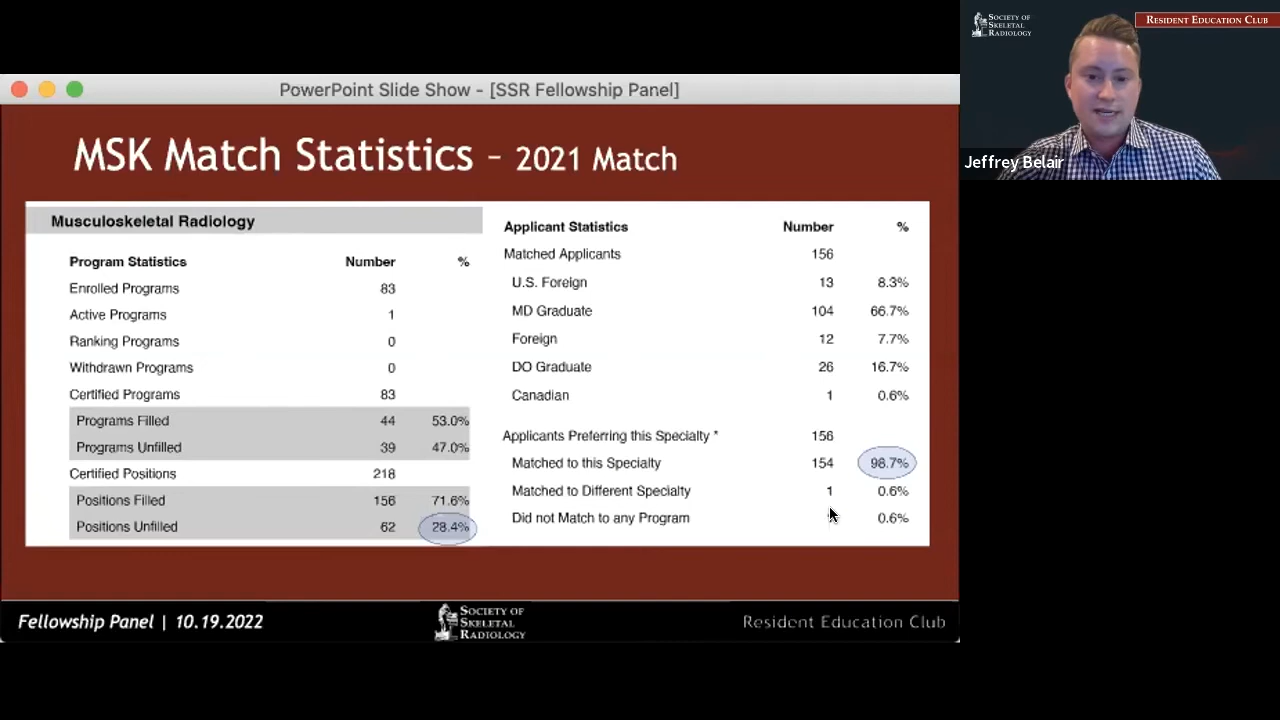 SOCIETY OF
SKELETAL
RADIOLOGY
RESIDENT EDUCATION CLUB
Jeffrey Belair
PowerPoint Slide Show - [SSR Fellowship Panel]
MSK Match Statistics - 2021 Match
Musculoskeletal Radiology
Program Statistics Number %
Enrolled Programs 83
Active Programs 1
Ranking Programs 0
Withdrawn Programs 0
Certified Programs 83
Programs Filled 44 53.0%
Programs Unfilled 39 47.0%
Certified Positions 218
Positions Filled 156 71.6%
Positions Unfilled 62 28.4%
Applicant Statistics Number %
Matched Applicants 156
U.S. Foreign 13 8.3%
MD Graduate 104 66.7%
Foreign 12 7.7%
DO Graduate 26 16.7%
Canadian 1 0.6%
Applicants Preferring this Specialty * 156
Matched to this Specialty 154 98.7%
Matched to Different Specialty 1 0.6%
Did not Match to any Program 0.6%
Fellowship Panel | 10.19.2022
SOCIETY OF
SKELETAL
RADIOLOGY
Resident Education Club